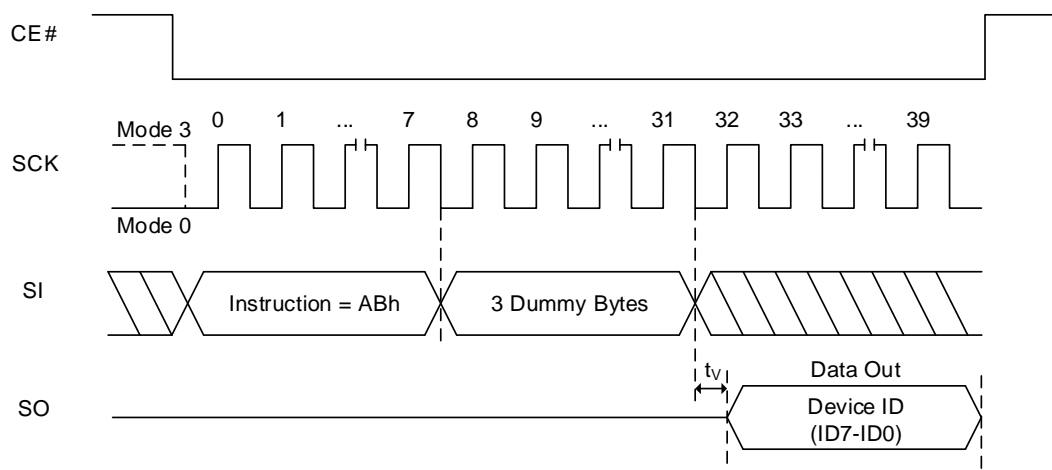 CE#
0 1 ... 7 8 9 ... 31 32 33 ... 39
Mode 3
SCK
Mode 0
SI
Instruction = ABh
3 Dummy Bytes
tV
Data Out
SO
Device ID
(ID7-ID0)